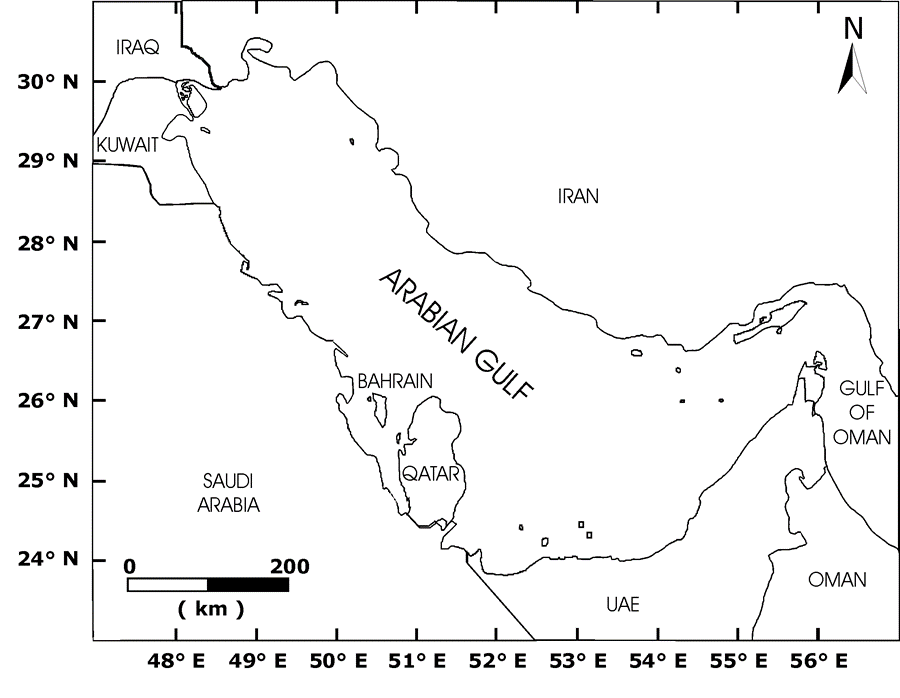 N
IRAQ
30° N
KUWAIT
29° N
IRAN
28° N
ARABIAN GULF
27° N
BAHRAIN
26° N
GULF
OF
OMAN
QATAR
25° N
SAUDI
ARABIA
24° N
0 200
( km )
OMAN
UAE
48° E 49° E 50° E 51° E 52° E 53° E 54° E 55° E 56° E